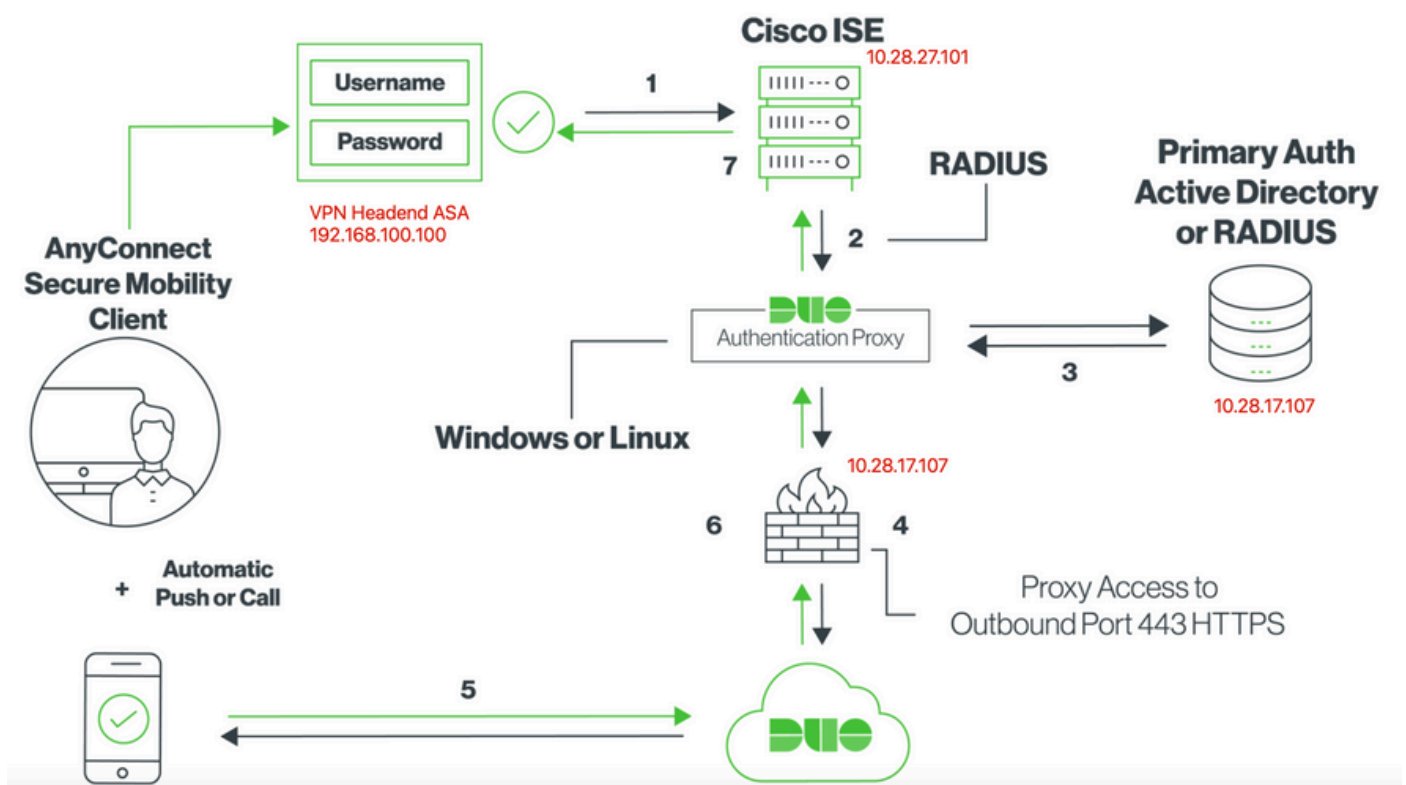 Cisco ISE
10.28.27.101
Username
Password
1
7
VPN Headend ASA
192.168.100.100
RADIUS
2
Primary Auth
Active Directory
or RADIUS
AnyConnect
Secure Mobility
Client
DUO
Authentication Proxy
3
10.28.17.107
Windows or Linux
10.28.17.107
6
4
Automatic
+ Push or Call
Proxy Access to
Outbound Port 443 HTTPS
5
DUO